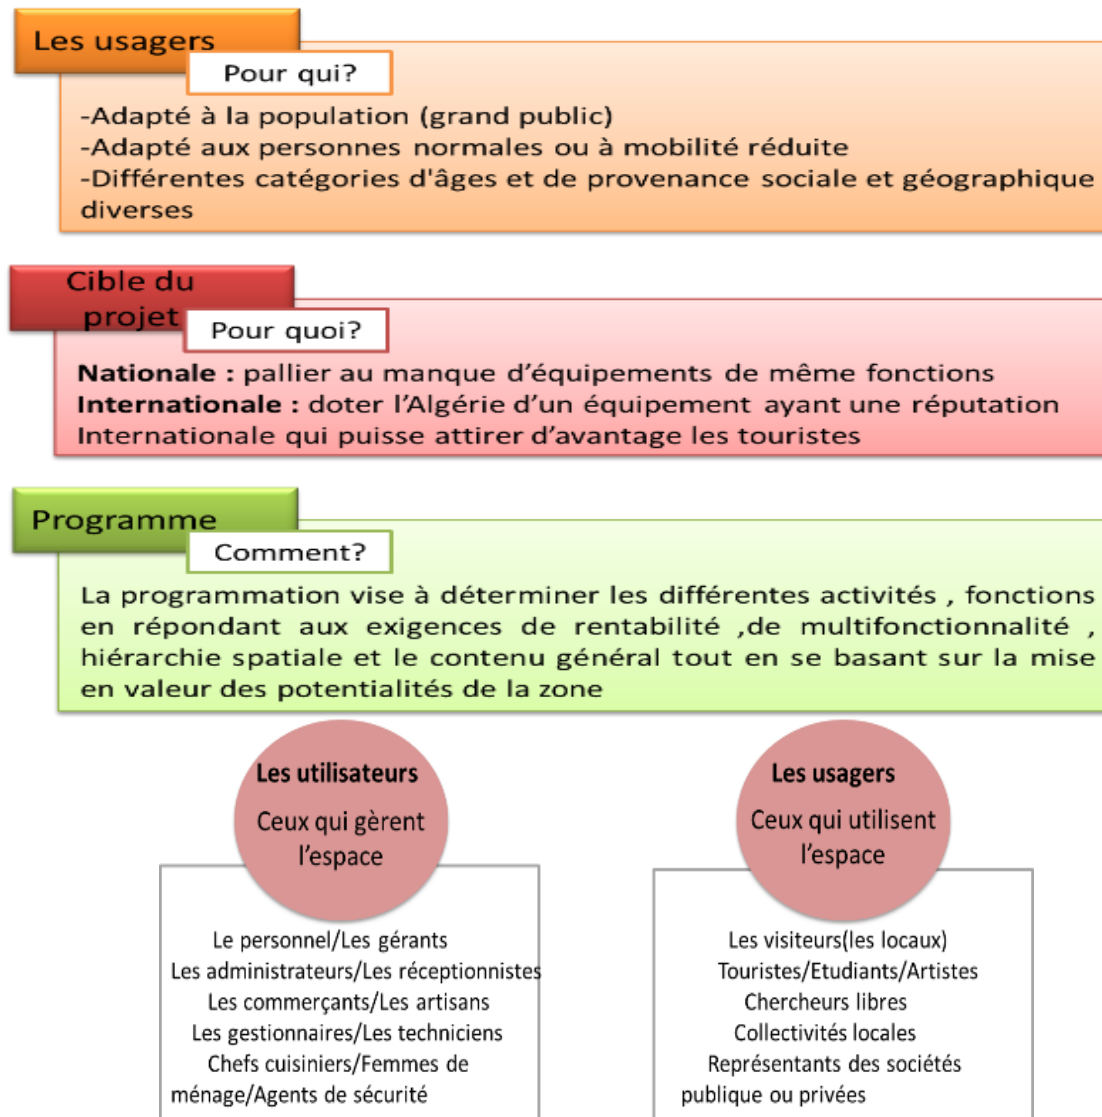 Les usagers
Pour qui?
-Adapté à la population (grand public)
-Adapté aux personnes normales ou à mobilité réduite
-Différentes catégories d'âges et de provenance sociale et géographique
diverses
Cible du
projet
Pour quoi?
Nationale : pallier au manque d’équipements de même fonctions
Internationale : doter l’Algérie d’un équipement ayant une réputation
Internationale qui puisse attirer d’avantage les touristes
Programme
Comment?
La programmation vise à déterminer les différentes activités , fonctions
en répondant aux exigences de rentabilité ,de multifonctionnalité ,
hiérarchie spatiale et le contenu général tout en se basant sur la mise
en valeur des potentialités de la zone
Les utilisateurs
Ceux qui gèrent
l’espace
Le personnel/Les gérants
Les administrateurs/Les réceptionnistes
Les commerçants/Les artisans
Les gestionnaires/Les techniciens
Chefs cuisiniers/Femmes de
ménage/Agents de sécurité
Les usagers
Ceux qui utilisent
l’espace
Les visiteurs(les locaux)
Touristes/Etudiants/Artistes
Chercheurs libres
Collectivités locales
Représentants des sociétés
publique ou privées